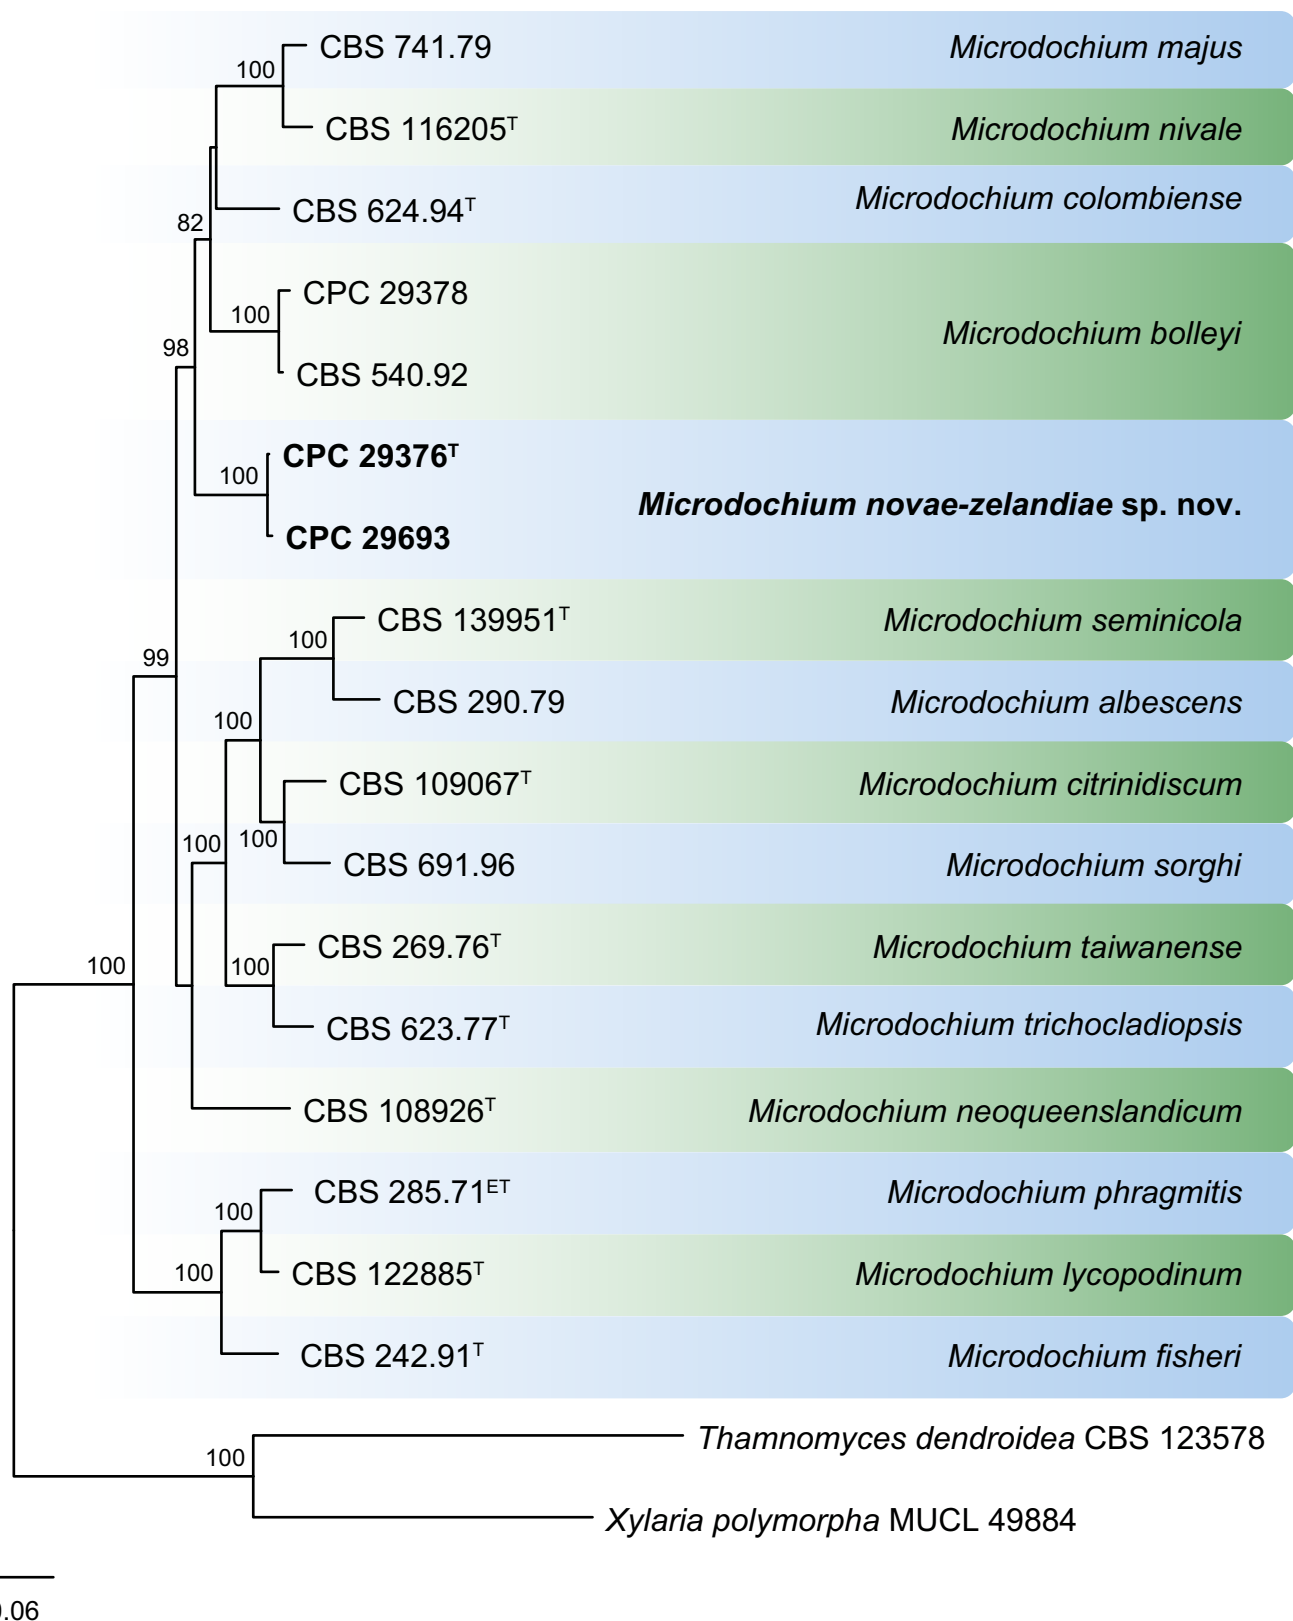 CBS 741.79 Microdochium majus
100
CBS 116205ᵀ Microdochium nivale
CBS 624.94ᵀ Microdochium colombiense
82
CPC 29378
100
Microdochium bolleyi
CBS 540.92
98
CPC 29376ᵀ
100
Microdochium novae-zelandiae sp. nov.
CPC 29693
CBS 139951ᵀ Microdochium seminicola
100
99
CBS 290.79 Microdochium albescens
100
CBS 109067ᵀ Microdochium citrinidiscum
100
100
CBS 691.96 Microdochium sorghi
CBS 269.76ᵀ Microdochium taiwanense
100
100
CBS 623.77ᵀ Microdochium trichocladiopsis
CBS 108926ᵀ Microdochium neoqueenslandicum
CBS 285.71ᴱᵀ Microdochium phragmitis
100
CBS 122885ᵀ Microdochium lycopodinum
100
CBS 242.91ᵀ Microdochium fisheri
Thamnomyces dendroidea CBS 123578
100
Xylaria polymorpha MUCL 49884
0.06